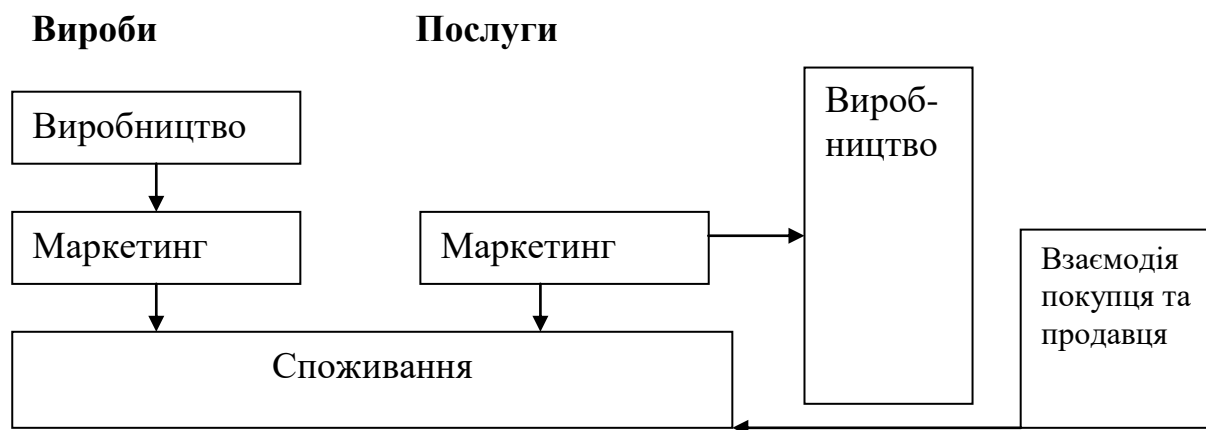 Вироби
Послуги
Виробництво
Вироб-
ництво
Маркетинг
Маркетинг
Взаємодія
покупця та
продавця
Споживання